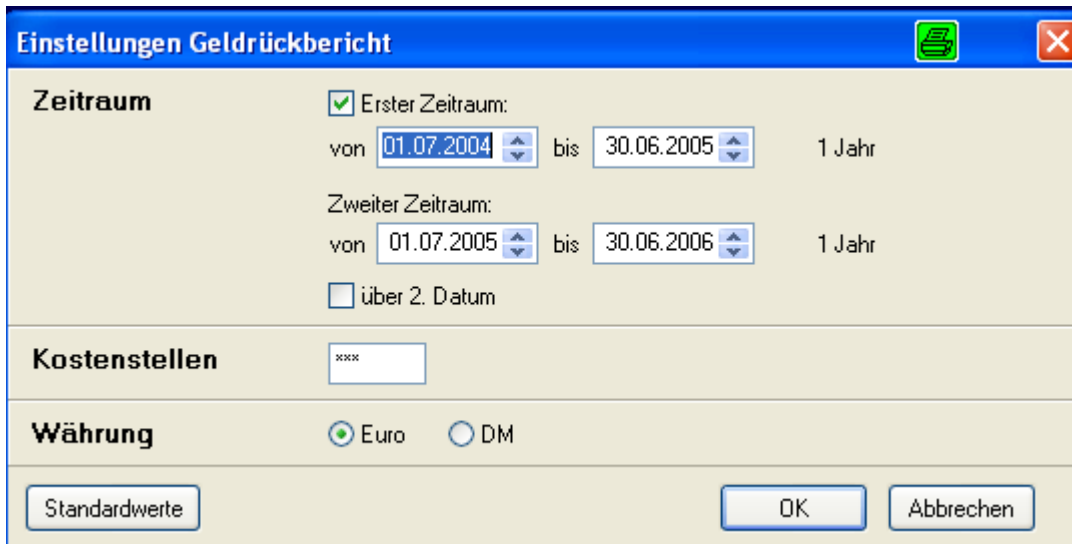 Einstellungen Geldrückbericht
Zeitraum
Erster Zeitraum:
von 01.07.2004 bis 30.06.2005 1 Jahr
Zweiter Zeitraum:
von 01.07.2005 bis 30.06.2006 1 Jahr
über 2. Datum
Kostenstellen ***
Währung Euro DM
Standardwerte OK Abbrechen